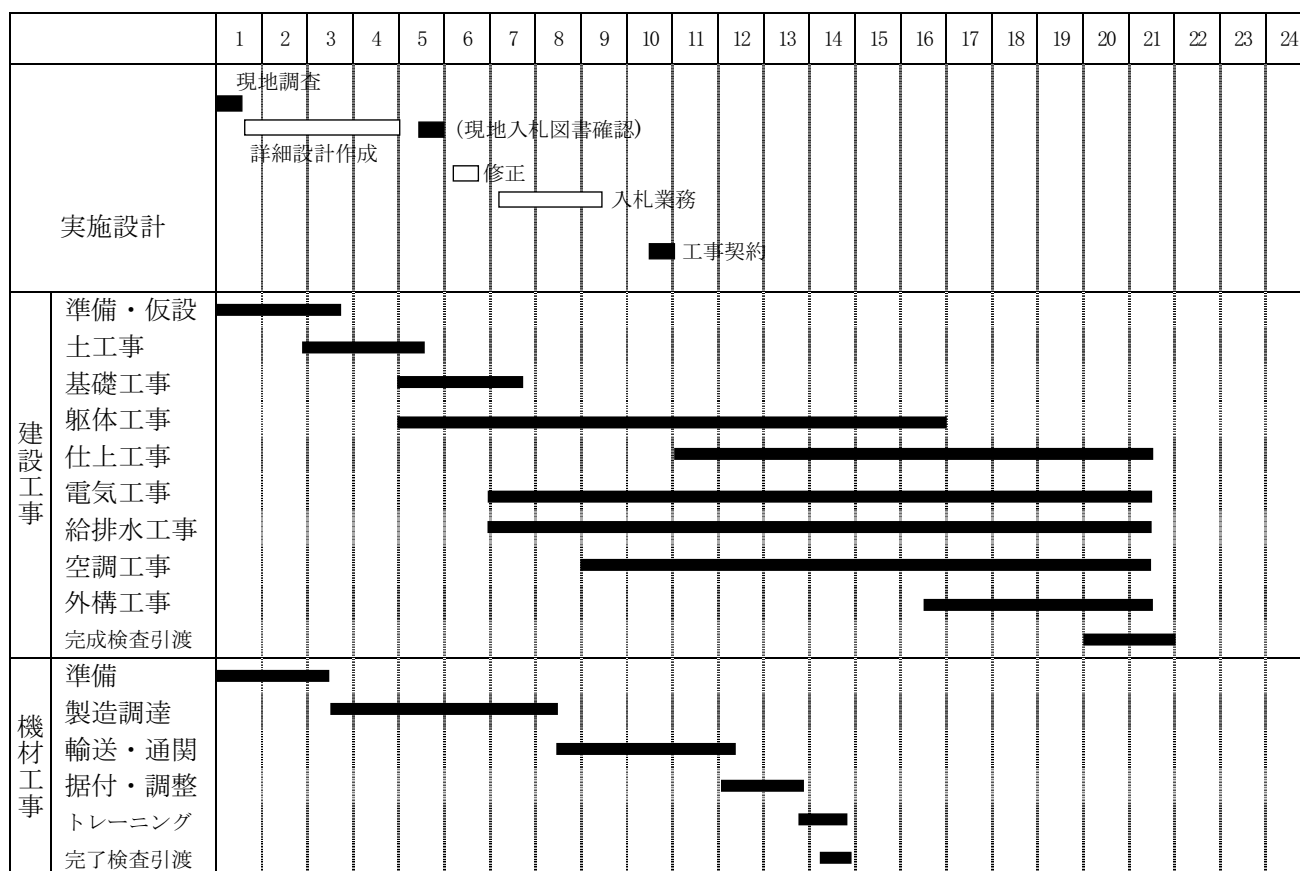 1 2 3 4 5 6 7 8 9 10 11 12 13 14 15 16 17 18 19 20 21 22 23 24
実施設計
現地調査
(現地入札図書確認)
詳細設計作成
修正
入札業務
工事契約
建設工事
準備・仮設
土工事
基礎工事
躯体工事
仕上工事
電気工事
給排水工事
空調工事
外構工事
完成検査引渡
機材工事
準備
製造調達
輸送・通関
据付・調整
トレーニング
完了検査引渡